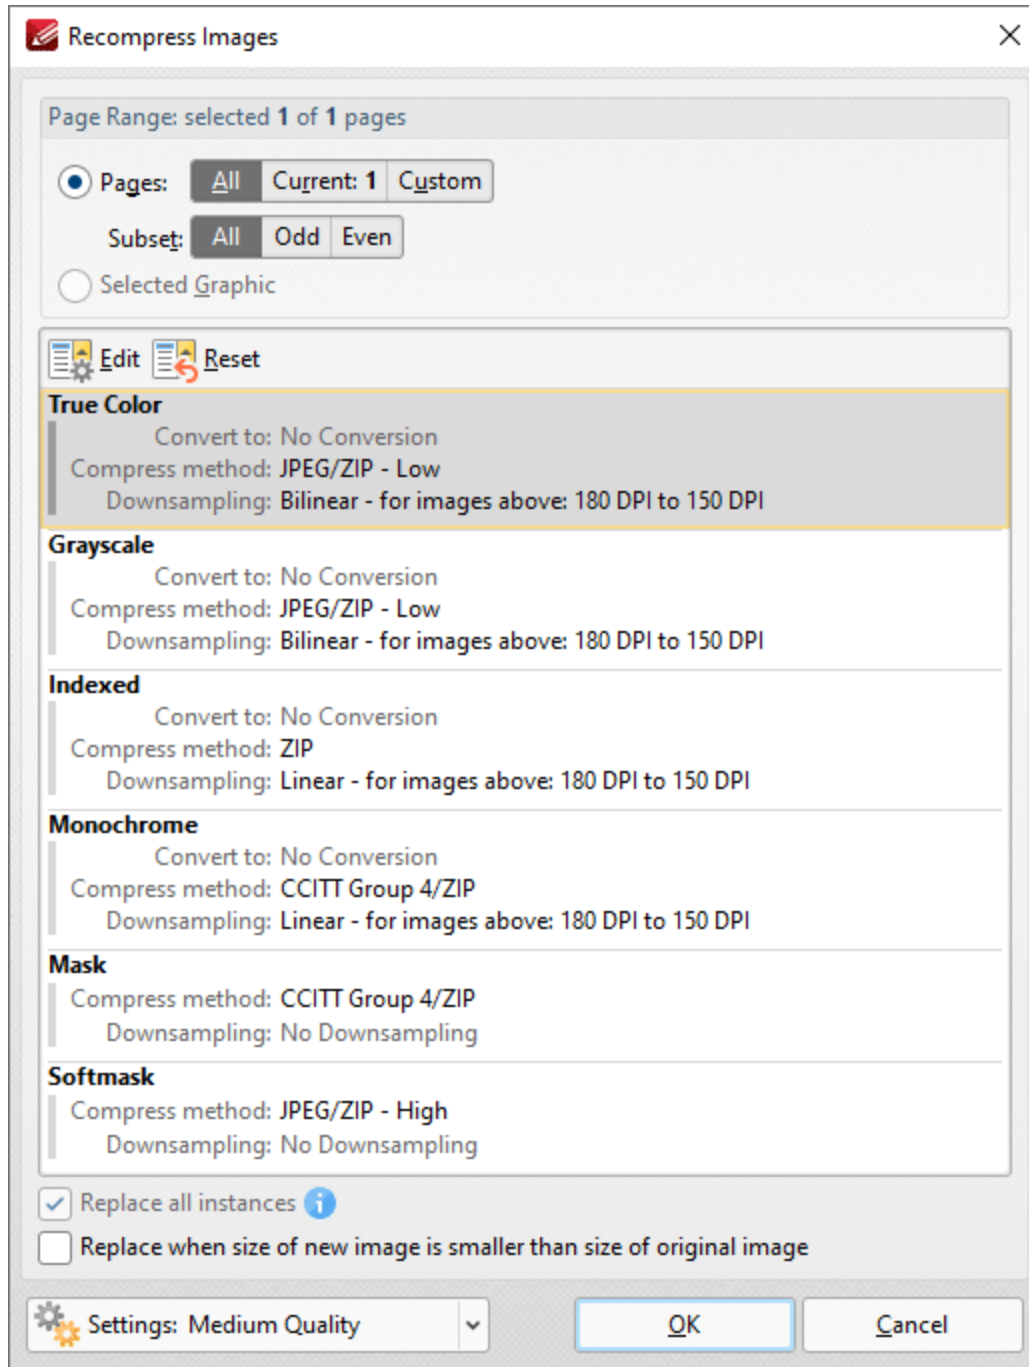 Recompress Images
Page Range: selected 1 of 1 pages
Pages: All Current: 1 Custom
Subset: All Odd Even
Selected Graphic
Edit Reset
True Color
Convert to: No Conversion
Compress method: JPEG/ZIP - Low
Downsampling: Bilinear - for images above: 180 DPI to 150 DPI
Grayscale
Convert to: No Conversion
Compress method: JPEG/ZIP - Low
Downsampling: Bilinear - for images above: 180 DPI to 150 DPI
Indexed
Convert to: No Conversion
Compress method: ZIP
Downsampling: Linear - for images above: 180 DPI to 150 DPI
Monochrome
Convert to: No Conversion
Compress method: CCITT Group 4/ZIP
Downsampling: Linear - for images above: 180 DPI to 150 DPI
Mask
Compress method: CCITT Group 4/ZIP
Downsampling: No Downsampling
Softmask
Compress method: JPEG/ZIP - High
Downsampling: No Downsampling
Replace all instances
Replace when size of new image is smaller than size of original image
Settings: Medium Quality OK Cancel